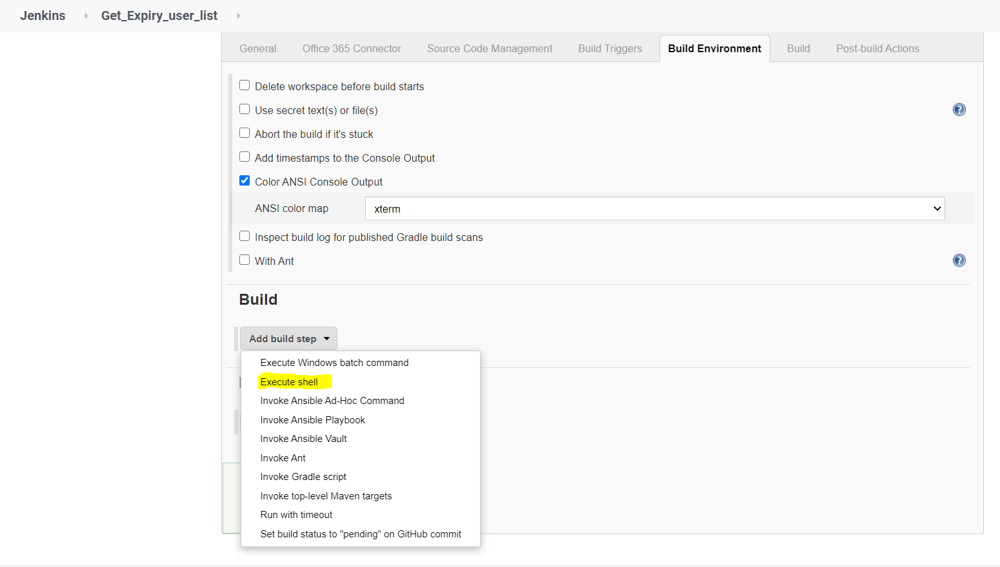 Jenkins Get_Expiry_user_list
General Office 365 Connector Source Code Management Build Triggers Build Environment Build Post-build Actions
Delete workspace before build starts
Use secret text(s) or file(s)
?
Abort the build if it's stuck
Add timestamps to the Console Output
Color ANSI Console Output
ANSI color map xterm
Inspect build log for published Gradle build scans
With Ant
?
Build
Add build step
Execute Windows batch command
Execute shell
Invoke Ansible Ad-Hoc Command
Invoke Ansible Playbook
Invoke Ansible Vault
Invoke Ant
Invoke Gradle script
Invoke top-level Maven targets
Run with timeout
Set build status to "pending" on GitHub commit